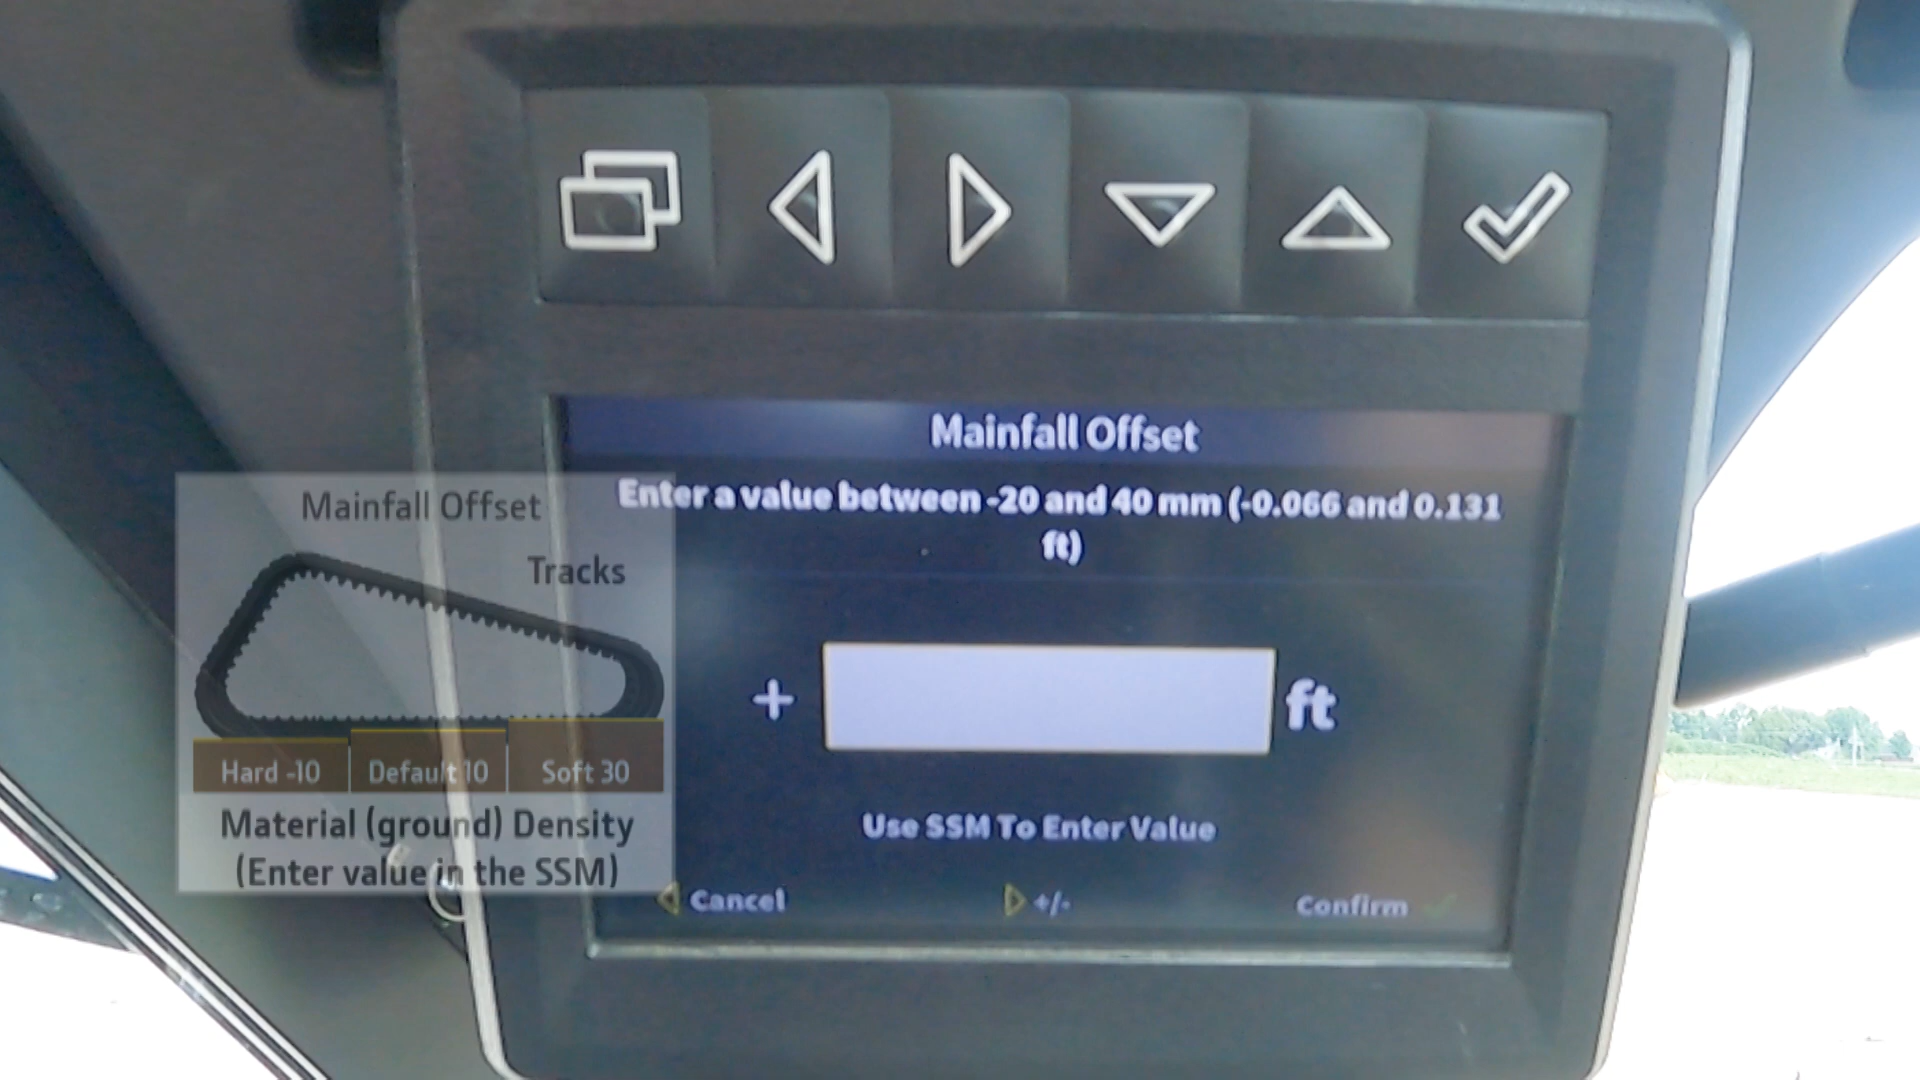 Mainfall Offset
Enter a value between -20 and 40 mm (-0.066 and 0.131
ft)
+ ft
Use SSM To Enter Value
Cancel +/- Confirm
Mainfall Offset
Tracks
Hard -10 Default 10 Soft 30
Material (ground) Density
(Enter value in the SSM)